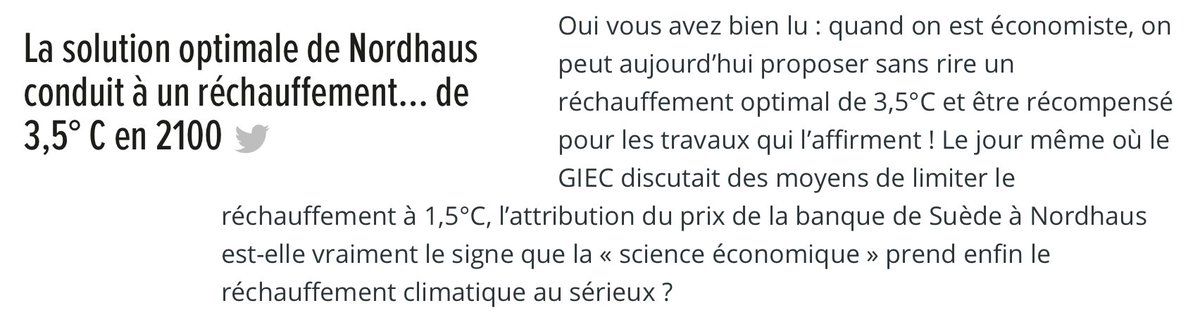 La solution optimale de Nordhaus
conduit à un réchauffement... de
3,5° C en 2100
Oui vous avez bien lu : quand on est économiste, on
peut aujourd’hui proposer sans rire un
réchauffement optimal de 3,5°C et être récompensé
pour les travaux qui l’affirment ! Le jour même où le
GIEC discutait des moyens de limiter le
réchauffement à 1,5°C, l’attribution du prix de la banque de Suède à Nordhaus
est-elle vraiment le signe que la « science économique » prend enfin le
réchauffement climatique au sérieux ?